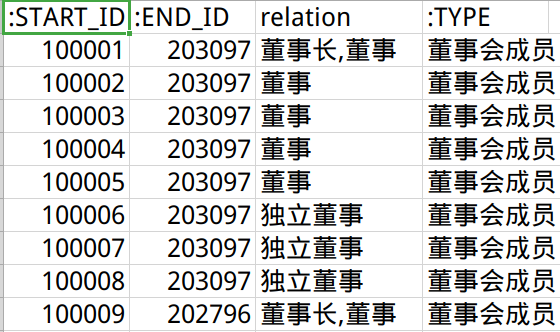 :START_ID :END_ID relation :TYPE
100001 203097 董事长,董事 董事会成员
100002 203097 董事 董事会成员
100003 203097 董事 董事会成员
100004 203097 董事 董事会成员
100005 203097 董事 董事会成员
100006 203097 独立董事 董事会成员
100007 203097 独立董事 董事会成员
100008 203097 独立董事 董事会成员
100009 202796 董事长,董事 董事会成员